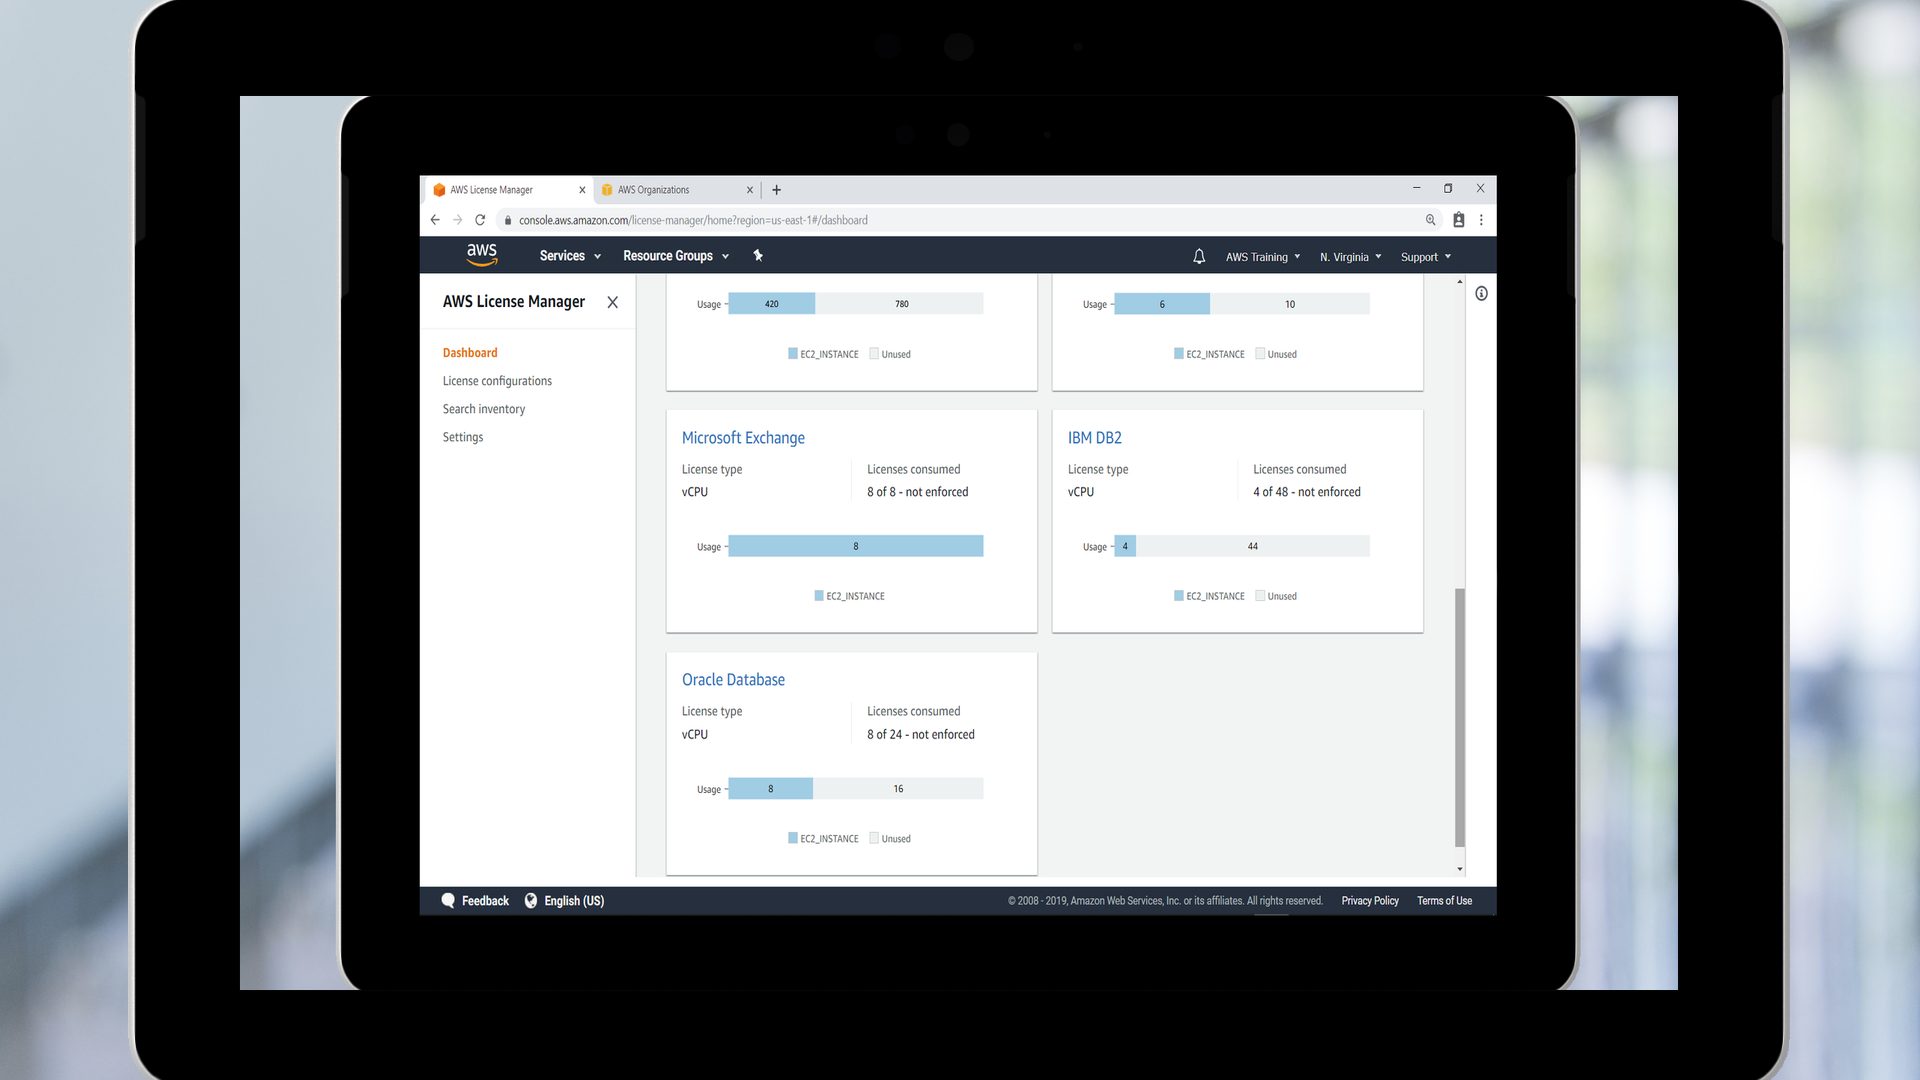 AWS License Manager
AWS Organizations
console.aws.amazon.com/license-manager/home?region=us-east-1#/dashboard
aws Services Resource Groups AWS Training N. Virginia Support
AWS License Manager
Dashboard
License configurations
Search inventory
Settings
Usage 420 780
EC2_INSTANCE Unused
Usage 6 10
EC2_INSTANCE Unused
Microsoft Exchange
License type Licenses consumed
vCPU 8 of 8 - not enforced
Usage 8
EC2_INSTANCE
IBM DB2
License type Licenses consumed
vCPU 4 of 48 - not enforced
Usage 4 44
EC2_INSTANCE Unused
Oracle Database
License type Licenses consumed
vCPU 8 of 24 - not enforced
Usage 8 16
EC2_INSTANCE Unused
Feedback English (US) © 2008 - 2019, Amazon Web Services, Inc. or its affiliates. All rights reserved. Privacy Policy Terms of Use